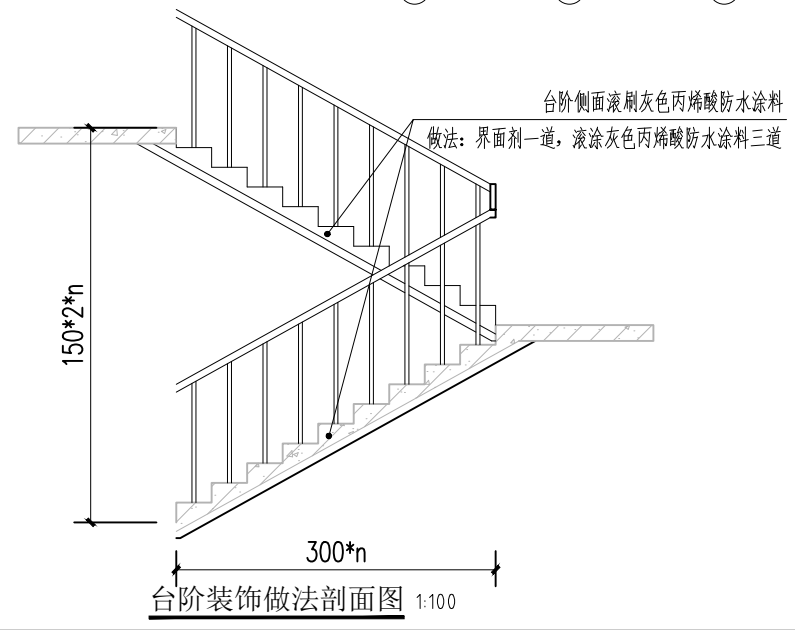 台阶侧面滚刷灰色丙烯酸防水涂料
做法：界面剂一道，滚涂灰色丙烯酸防水涂料三道
150*2*n
300*n
台阶装饰做法剖面图 1:100